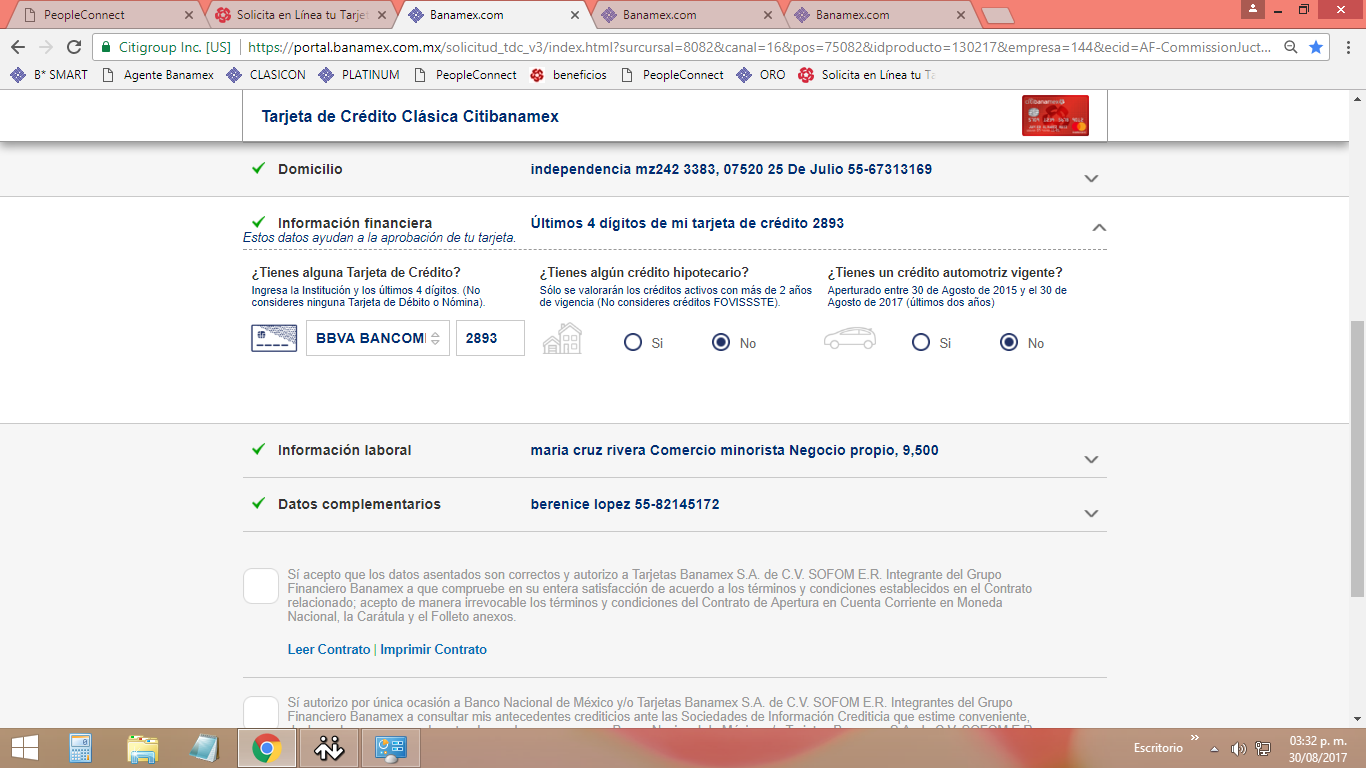 PeopleConnect
Solicita en Línea tu Tarje
Banamex.com
Banamex.com
Banamex.com
Citigroup Inc. [US]
https://portal.banamex.com.mx/solicitud_tdc_v3/index.html?sursursal=8082&canal=16&pos=75082&idproducto=130217&empresa=144&ecid=AF-CommissionJuct...
B* SMART
Agente Banamex
CLASICON
PLATINUM
PeopleConnect
beneficios
PeopleConnect
ORO
Solicita en Línea tu Ta
Tarjeta de Crédito Clásica Citibanamex
Domicilio
independencia mz242 3383, 07520 25 De Julio 55-67313169
Información financiera
Últimos 4 dígitos de mi tarjeta de crédito 2893
Estos datos ayudan a la aprobación de tu tarjeta.
¿Tienes alguna Tarjeta de Crédito?
Ingresa la Institución y los últimos 4 dígitos. (No
consideres ninguna Tarjeta de Débito o Nómina).
BBVA BANCOM
2893
¿Tienes algún crédito hipotecario?
Sólo se valorarán los créditos activos con más de 2 años
de vigencia (No consideres créditos FOVISSSTE).
Si
No
¿Tienes un crédito automotriz vigente?
Aperturado entre 30 de Agosto de 2015 y el 30 de
Agosto de 2017 (últimos dos años)
Si
No
Información laboral
maria cruz rivera Comercio minorista Negocio propio, 9,500
Datos complementarios
berenice lopez 55-82145172
Sí acepto que los datos asentados son correctos y autorizo a Tarjetas Banamex S.A. de C.V. SOFOM E.R. Integrante del Grupo
Financiero Banamex a que compruebe en su entera satisfacción de acuerdo a los términos y condiciones establecidos en el Contrato
relacionado; acepto de manera irrevocable los términos y condiciones del Contrato de Apertura en Cuenta Corriente en Moneda
Nacional, la Carátula y el Folleto anexos.
Leer Contrato | Imprimir Contrato
Sí autorizo por única ocasión a Banco Nacional de México y/o Tarjetas Banamex S.A. de C.V. SOFOM E.R. Integrantes del Grupo
Financiero Banamex a consultar mis antecedentes crediticios ante las Sociedades de Información Crediticia que estime conveniente,
Escritorio
03:32 p. m.
30/08/2017